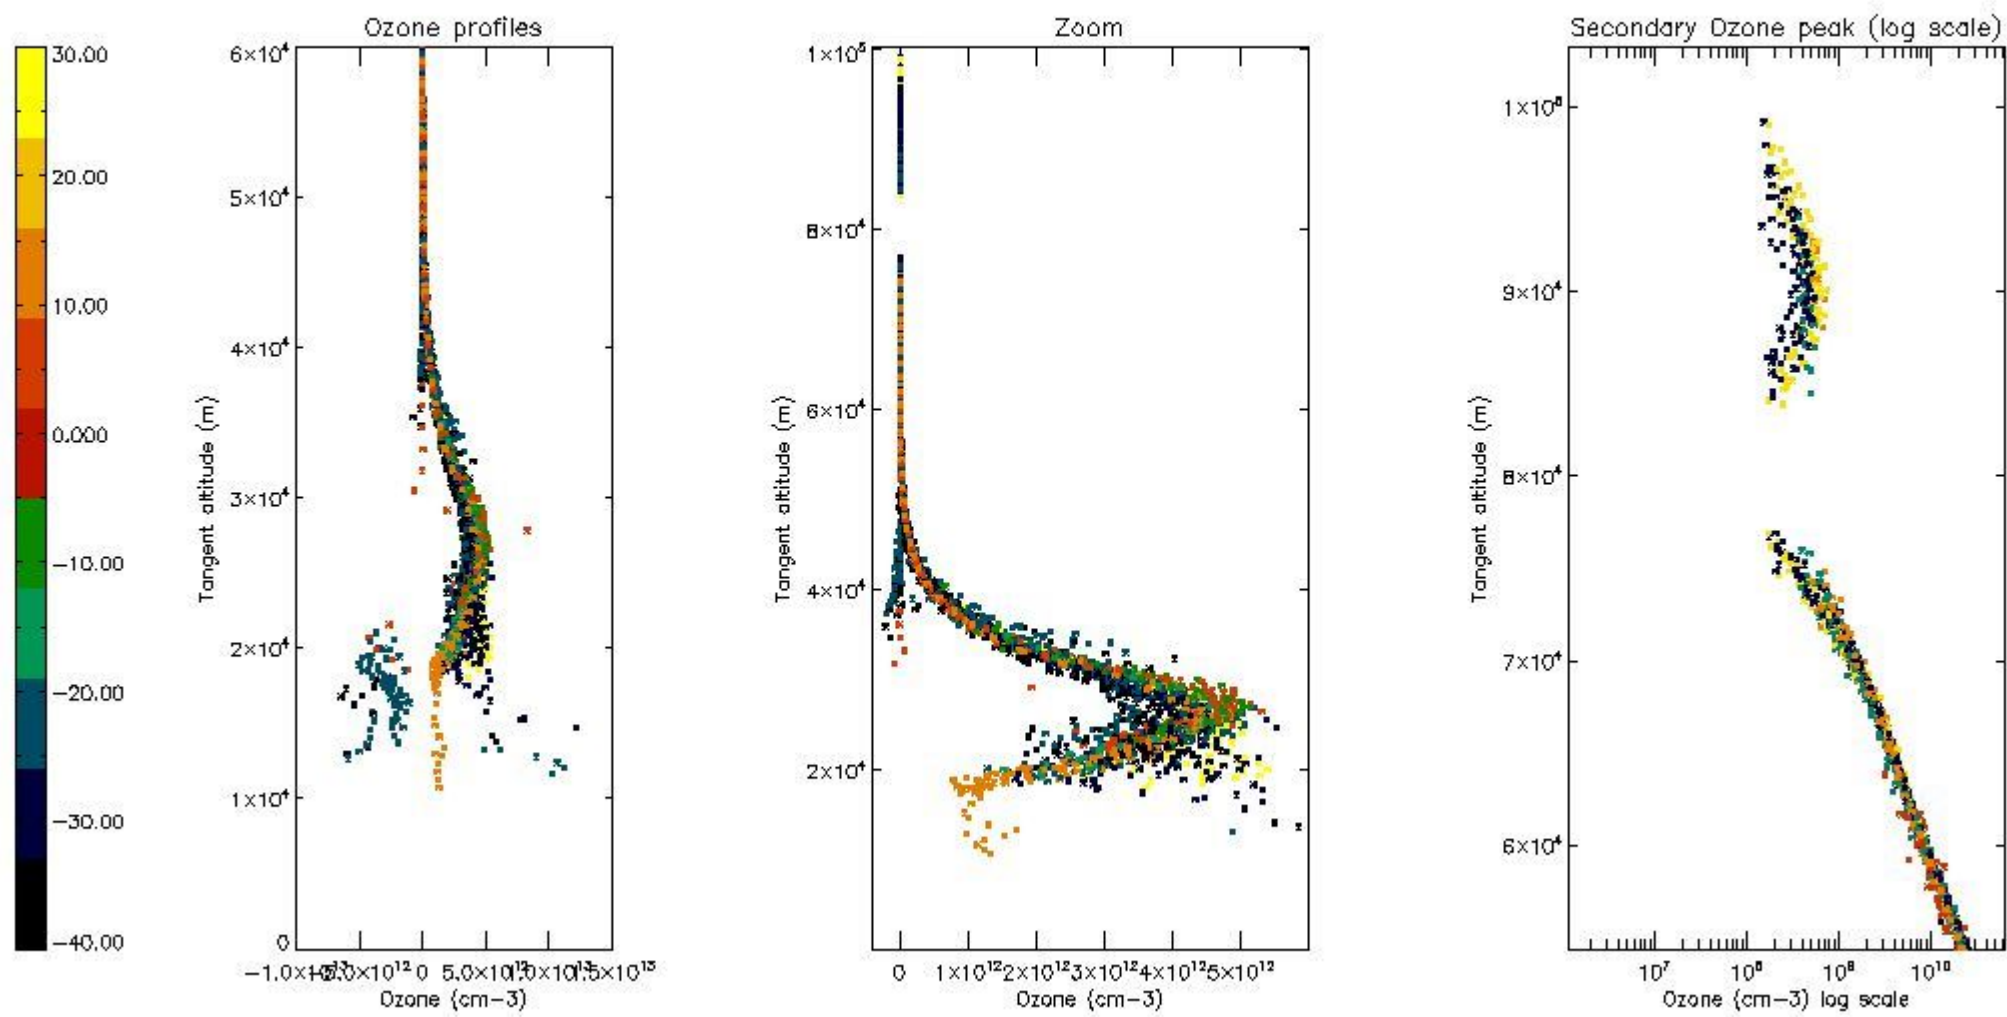 Ozone profiles
Zoom
Secondary Ozone peak (log scale)
30.00
20.00
10.00
0.000
-10.00
-20.00
-30.00
-40.00
Tangent altitude (m)
6×10⁴
5×10⁴
4×10⁴
3×10⁴
2×10⁴
1×10⁴
0
0
Ozone (cm-3)
Tangent altitude (m)
1×10⁵
8×10⁴
6×10⁴
4×10⁴
2×10⁴
0 1×10¹² 2×10¹² 3×10¹² 4×10¹² 5×10¹²
Ozone (cm-3)
Tangent altitude (m)
9×10⁴
8×10⁴
7×10⁴
6×10⁴
10⁷ 10⁸ 10⁹ 10¹⁰
Ozone (cm-3) log scale